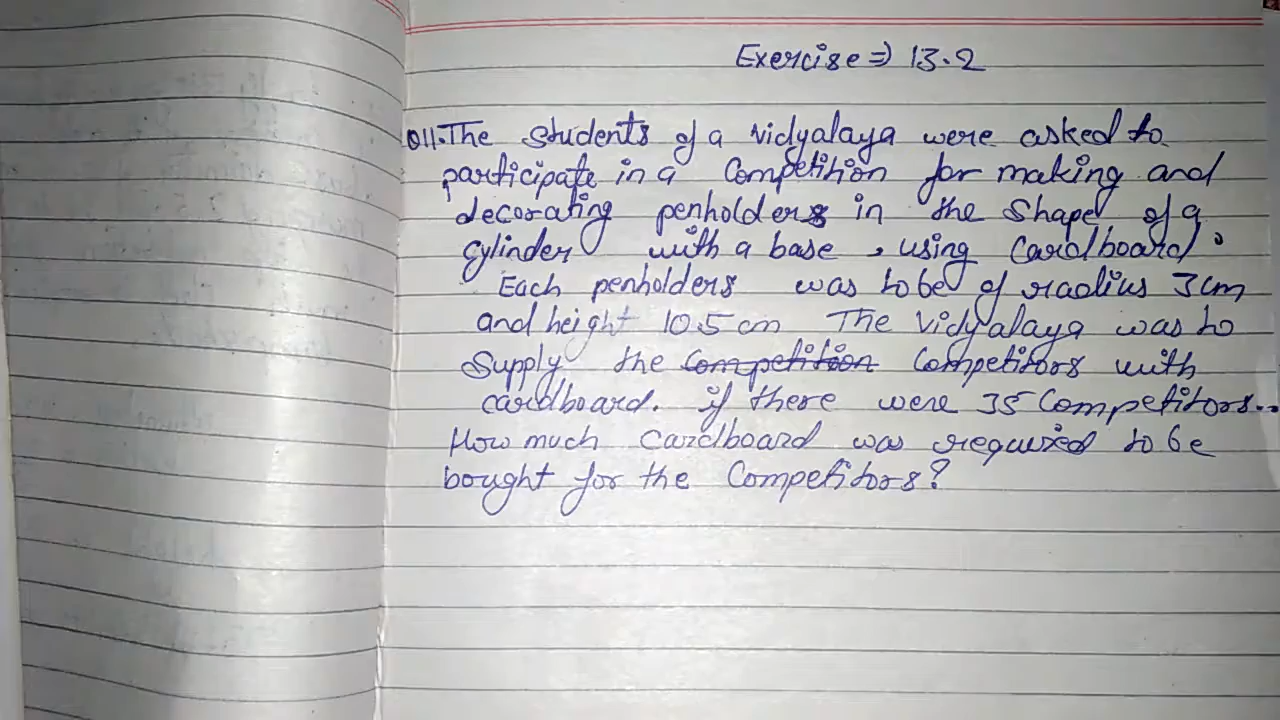 Exercise ⇒ 13.2
Q11. The students of a vidyalaya were asked to
participate in a Competition for making and
decorating penholders in the shape of a
cylinder with a base, using cardboard.
Each penholders was to be of radius 3cm
and height 10.5 cm The vidyalaya was to
supply the competition Competitors with
cardboard. if there were 35 Competitors..
How much cardboard was required to be
bought for the Competitors?